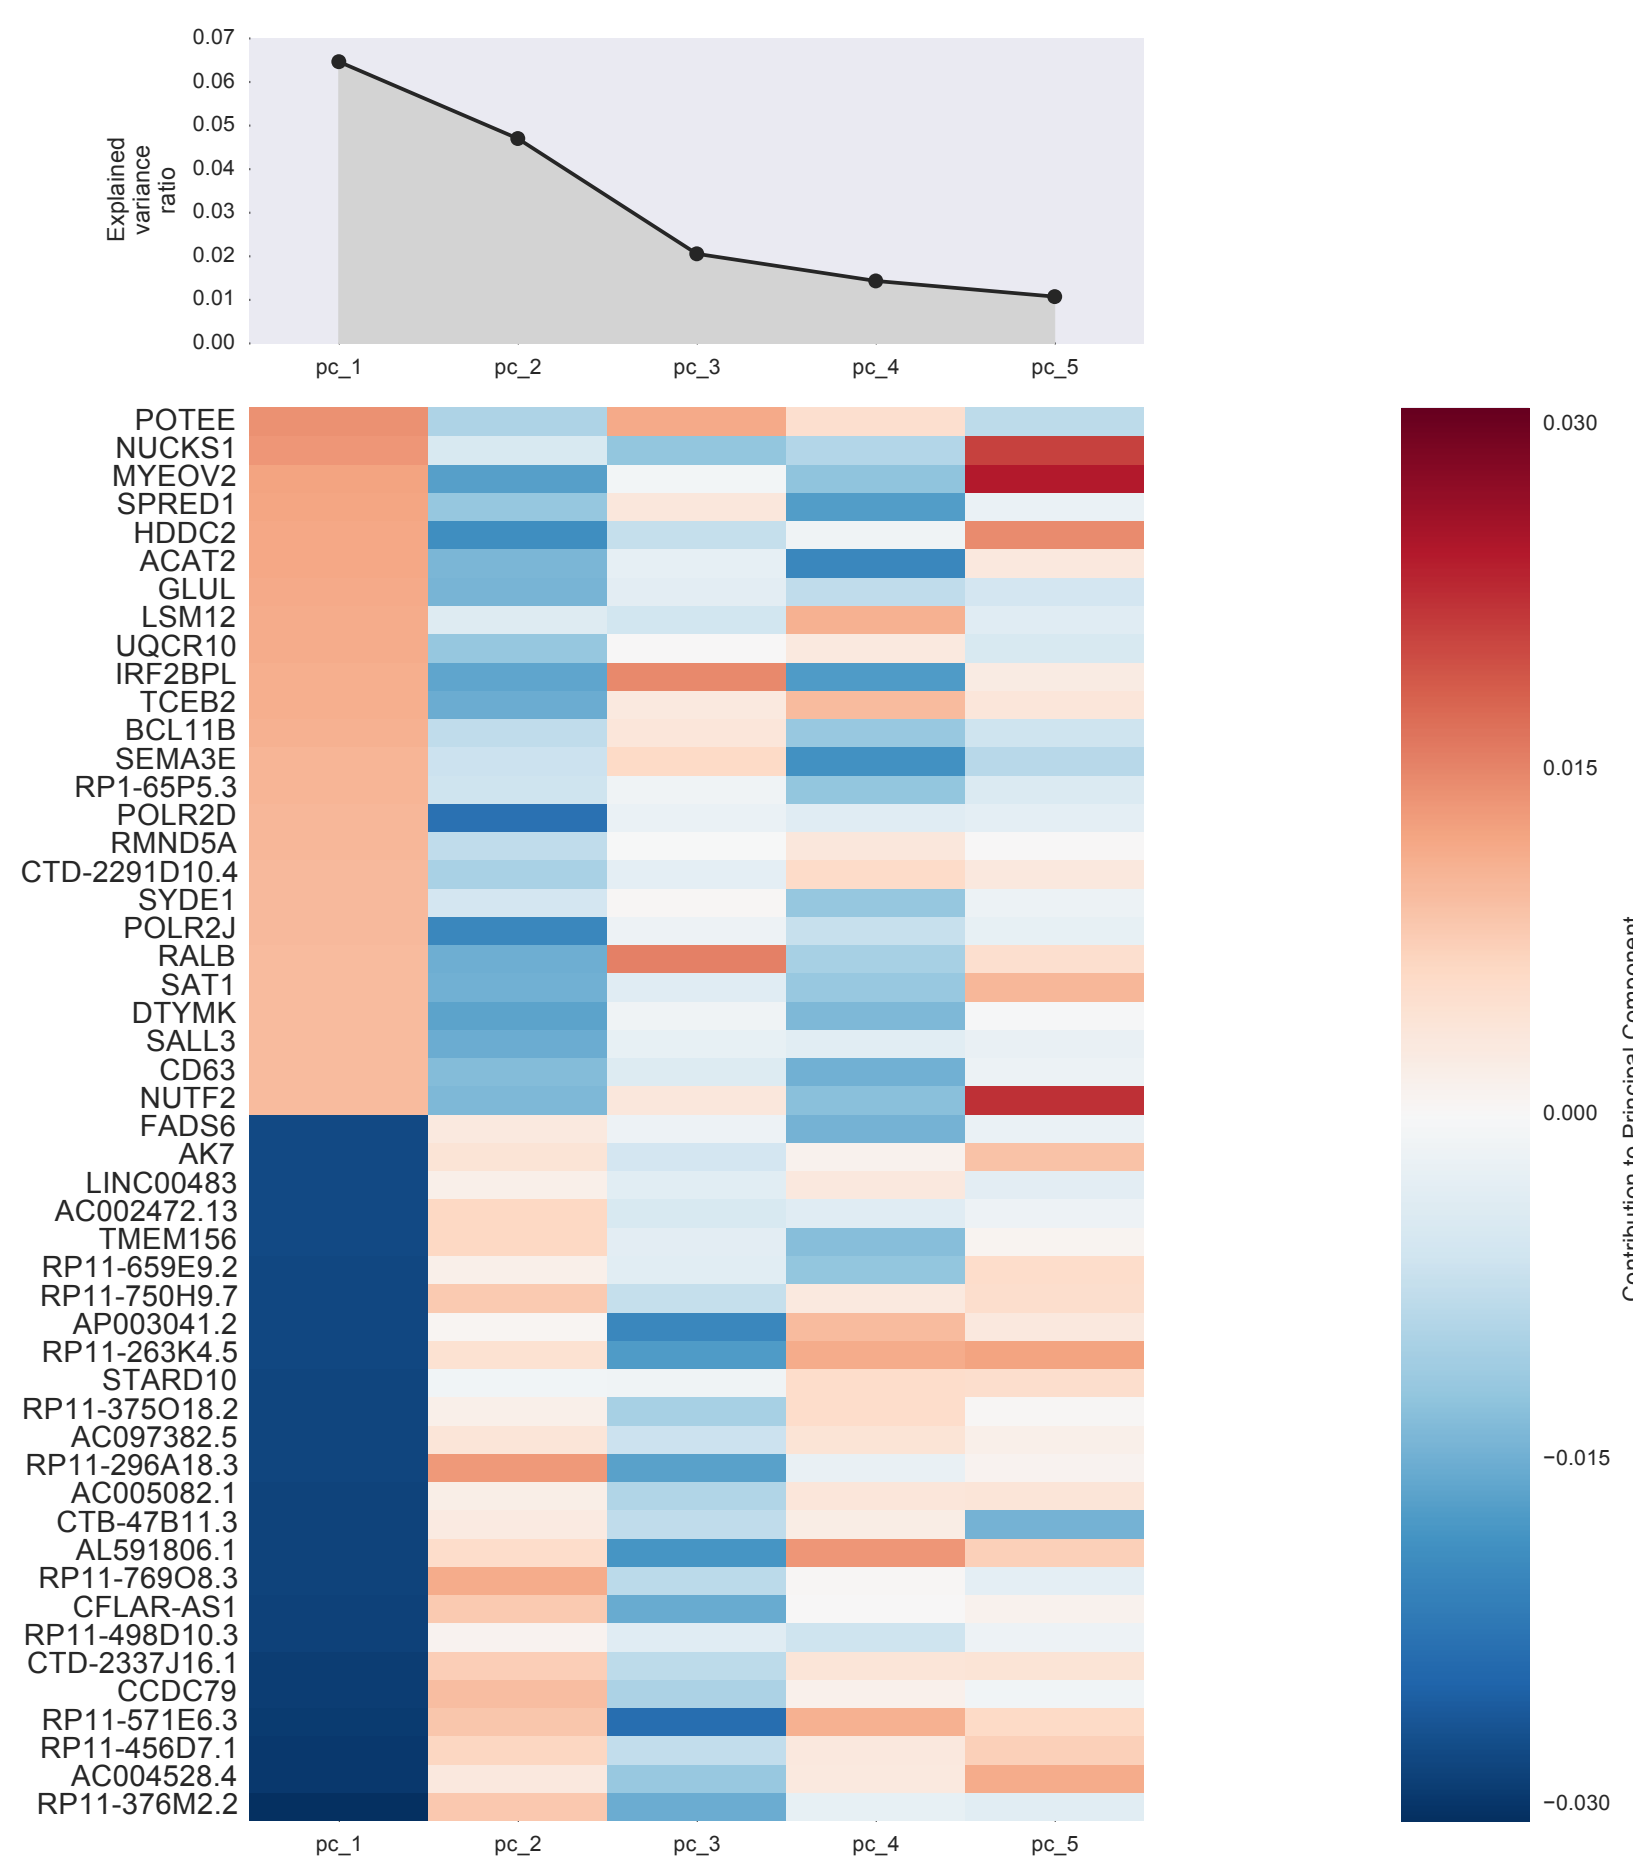 0.07
0.06
0.05
0.04
0.03
0.02
0.01
0.00
Explained
variance
ratio
pc_1 pc_2 pc_3 pc_4 pc_5
POTEE
NUCKS1
MYEOV2
SPRED1
HDDC2
ACAT2
GLUL
LSM12
UQCR10
IRF2BPL
TCEB2
BCL11B
SEMA3E
RP1-65P5.3
POLR2D
RMND5A
CTD-2291D10.4
SYDE1
POLR2J
RALB
SAT1
DTYMK
SALL3
CD63
NUTF2
FADS6
AK7
LINC00483
AC002472.13
TMEM156
RP11-659E9.2
RP11-750H9.7
AP003041.2
RP11-263K4.5
STARD10
RP11-375O18.2
AC097382.5
RP11-296A18.3
AC005082.1
CTB-47B11.3
AL591806.1
RP11-769O8.3
CFLAR-AS1
RP11-498D10.3
CTD-2337J16.1
CCDC79
RP11-571E6.3
RP11-456D7.1
AC004528.4
RP11-376M2.2
pc_1 pc_2 pc_3 pc_4 pc_5
0.030
0.015
0.000
−0.015
−0.030
Contribution to Principal Component